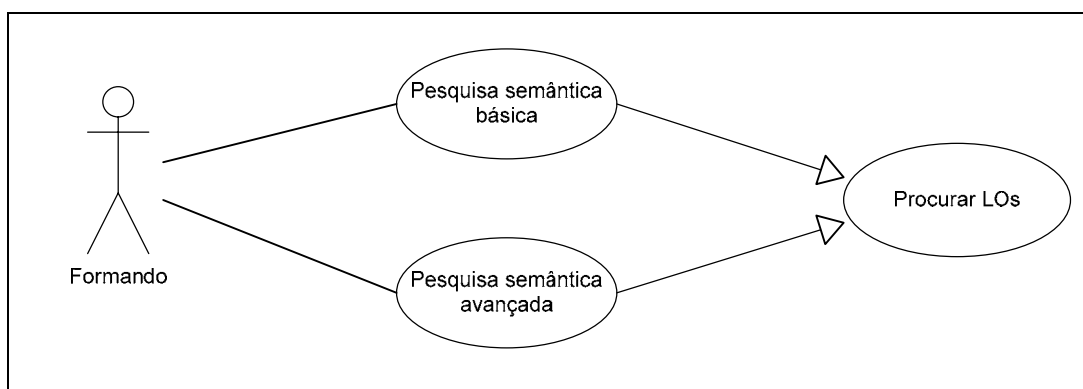 Pesquisa semântica
básica
Procurar LOs
Formando
Pesquisa semântica
avançada